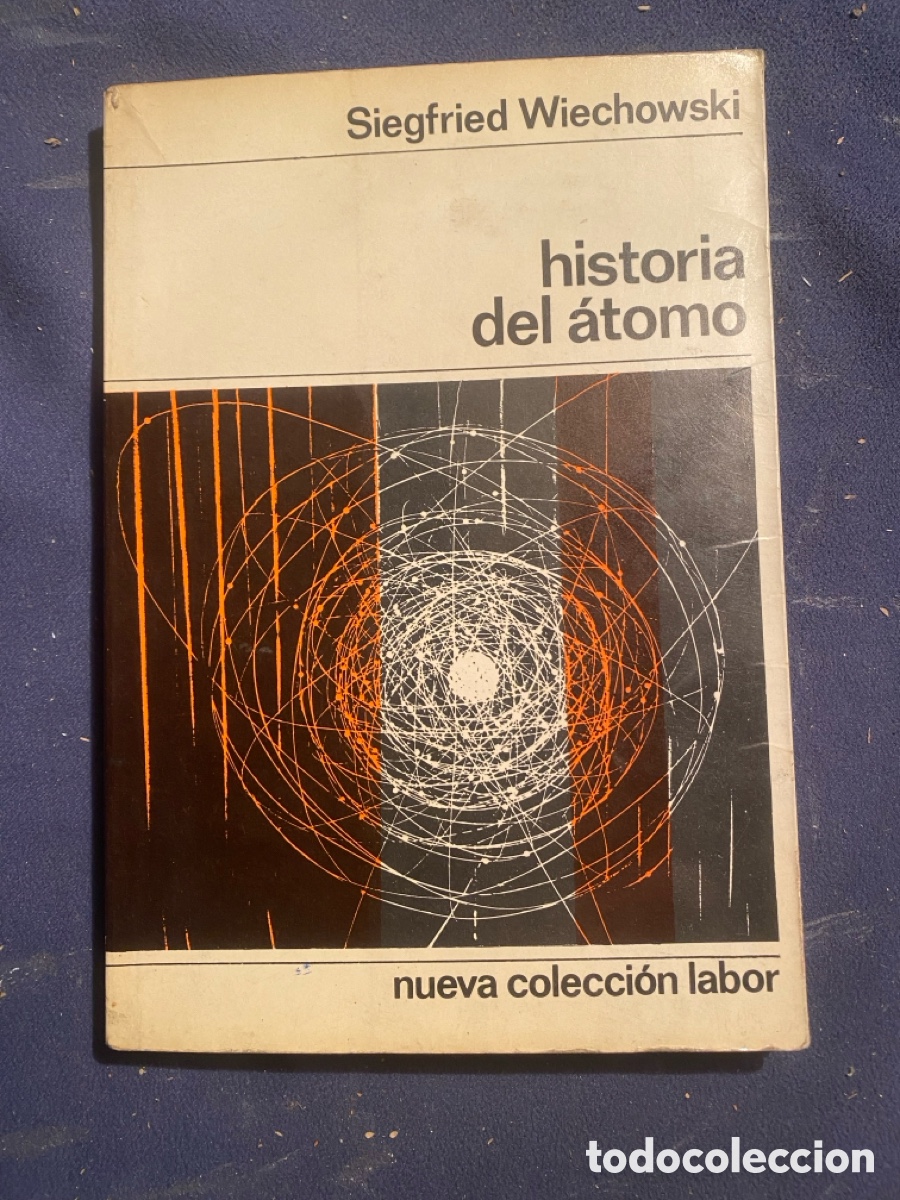 Siegfried Wiechowski
historia
del átomo
nueva colección labor
todocoleccion